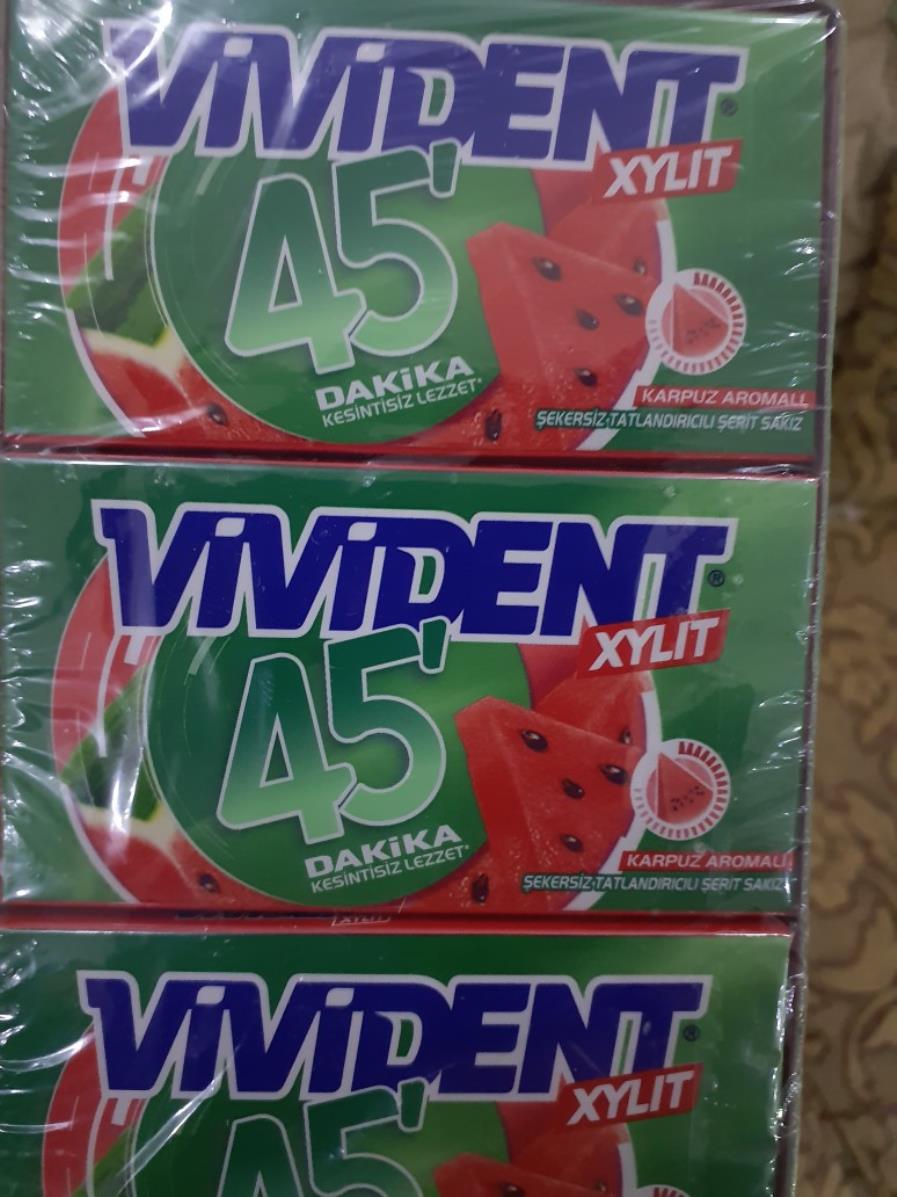 ViViDENT®
XYLIT
45'
DAKİKA
KESİNTİSİZ LEZZET*
KARPUZ AROMALI
ŞEKERSİZ-TATLANDIRICILI ŞERİT SAKIZ
ViViDENT®
XYLIT
45'
DAKİKA
KESİNTİSİZ LEZZET*
KARPUZ AROMALI
ŞEKERSİZ-TATLANDIRICILI ŞERİT SAKIZ
XYLIT
ViViDENT®
XYLIT
45'